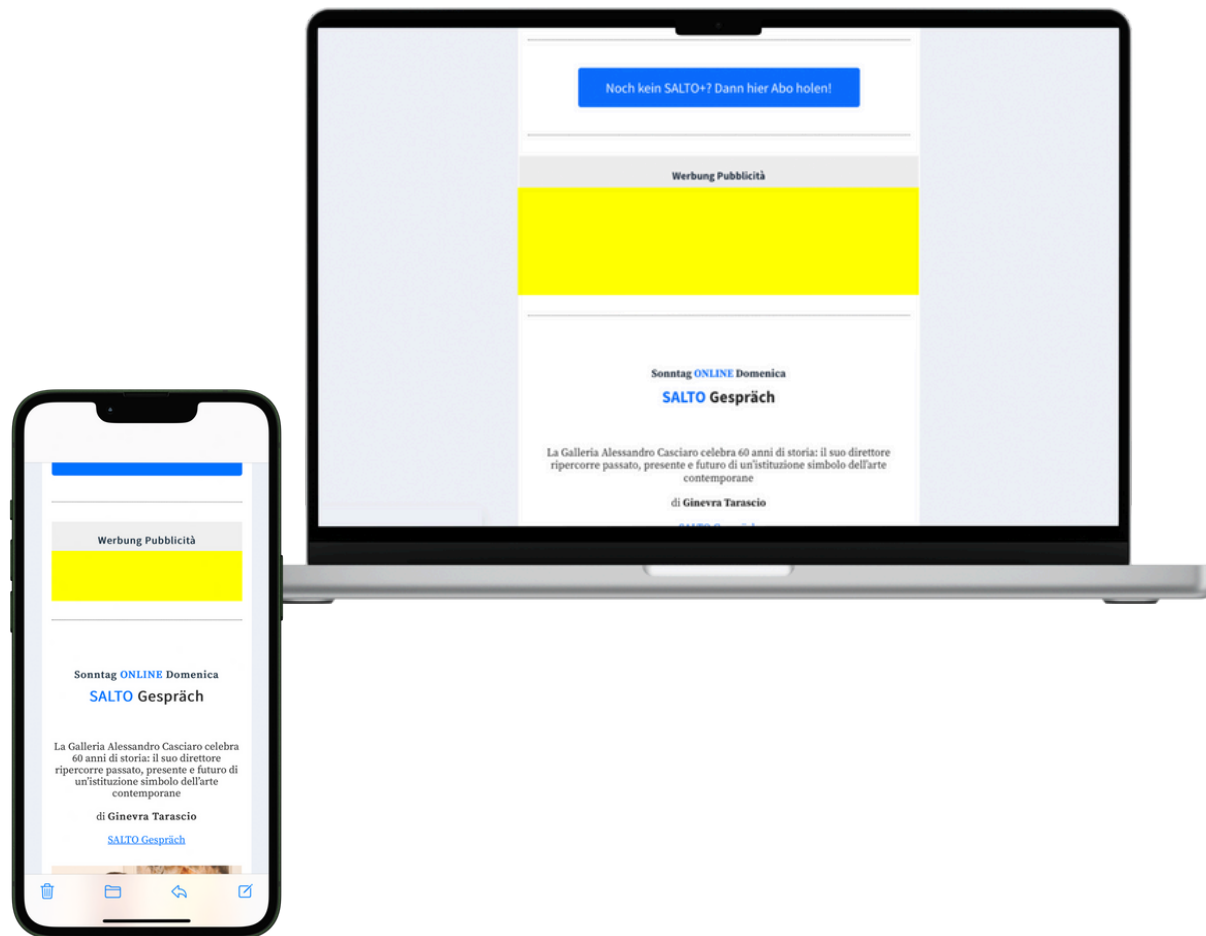 Noch kein SALTO+? Dann hier Abo holen!
Werbung Pubblicità
Sonntag ONLINE Domenica
SALTO Gespräch
La Galleria Alessandro Casciaro celebra 60 anni di storia: il suo direttore
ripercorre passato, presente e futuro di un'istituzione simbolo dell'arte
contemporane
di Ginevra Tarascio
SALTO Gespräch
Werbung Pubblicità
Sonntag ONLINE Domenica
SALTO Gespräch
La Galleria Alessandro Casciaro celebra
60 anni di storia: il suo direttore
ripercorre passato, presente e futuro di
un'istituzione simbolo dell'arte
contemporane
di Ginevra Tarascio
SALTO Gespräch